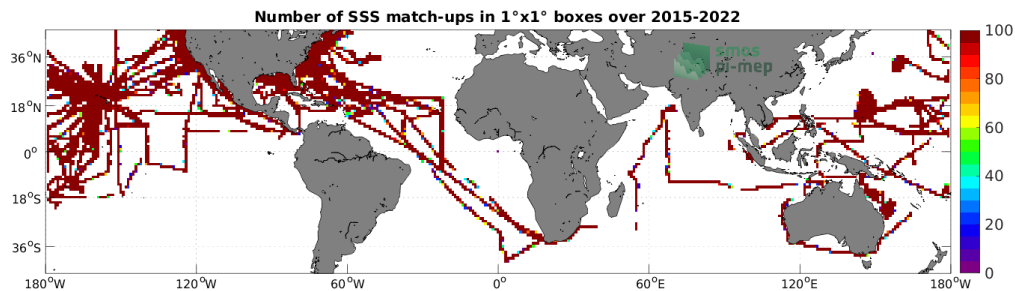 Number of SSS match-ups in 1°x1° boxes over 2015-2022
smos
pi-mep
36°N
18°N
0°
18°S
36°S
180°W 120°W 60°W 0° 60°E 120°E 180°W
100
80
60
40
20
0